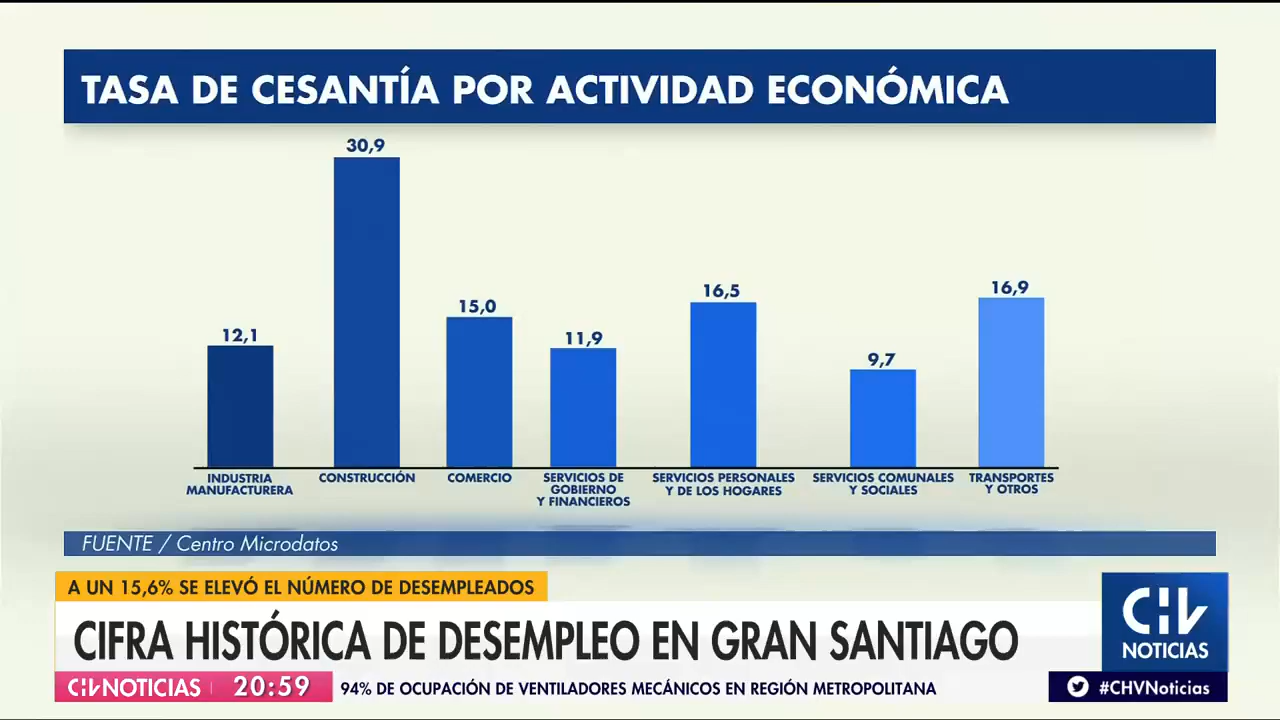 TASA DE CESANTÍA POR ACTIVIDAD ECONÓMICA
30,9
12,1
15,0
11,9
16,5
9,7
16,9
INDUSTRIA
MANUFACTURERA
CONSTRUCCIÓN
COMERCIO
SERVICIOS DE
GOBIERNO
Y FINANCIEROS
SERVICIOS PERSONALES
Y DE LOS HOGARES
SERVICIOS COMUNALES
Y SOCIALES
TRANSPORTES
Y OTROS
FUENTE / Centro Microdatos
A UN 15,6% SE ELEVÓ EL NÚMERO DE DESEMPLEADOS
CIFRA HISTÓRICA DE DESEMPLEO EN GRAN SANTIAGO
CHV NOTICIAS
CHV NOTICIAS 20:59
94% DE OCUPACIÓN DE VENTILADORES MECÁNICOS EN REGIÓN METROPOLITANA
#CHVNoticias